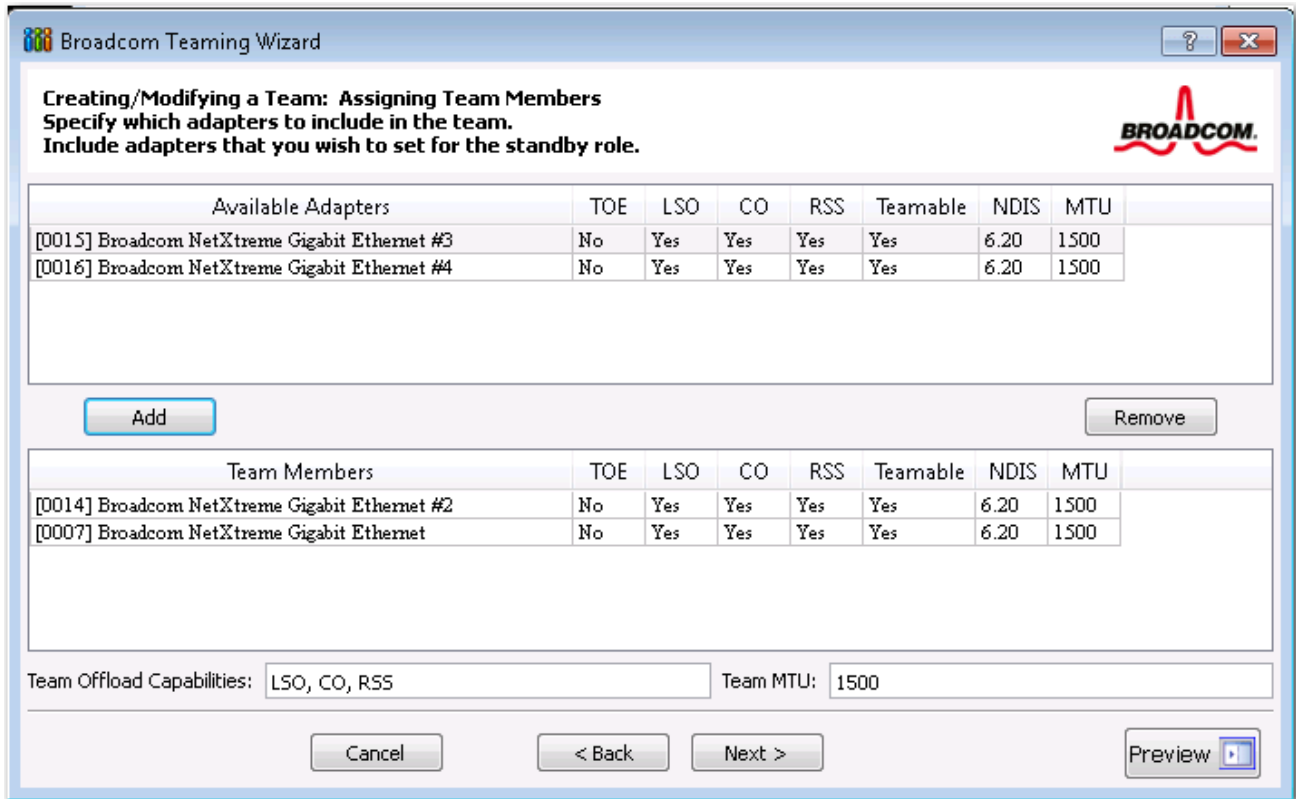 Broadcom Teaming Wizard
?
Creating/Modifying a Team: Assigning Team Members
Specify which adapters to include in the team.
Include adapters that you wish to set for the standby role.
BROADCOM.
Available Adapters TOE LSO CO RSS Teamable NDIS MTU
[0015] Broadcom NetXtreme Gigabit Ethernet #3 No Yes Yes Yes Yes 6.20 1500
[0016] Broadcom NetXtreme Gigabit Ethernet #4 No Yes Yes Yes Yes 6.20 1500
Add Remove
Team Members TOE LSO CO RSS Teamable NDIS MTU
[0014] Broadcom NetXtreme Gigabit Ethernet #2 No Yes Yes Yes Yes 6.20 1500
[0007] Broadcom NetXtreme Gigabit Ethernet No Yes Yes Yes Yes 6.20 1500
Team Offload Capabilities: LSO, CO, RSS Team MTU: 1500
Cancel < Back Next > Preview